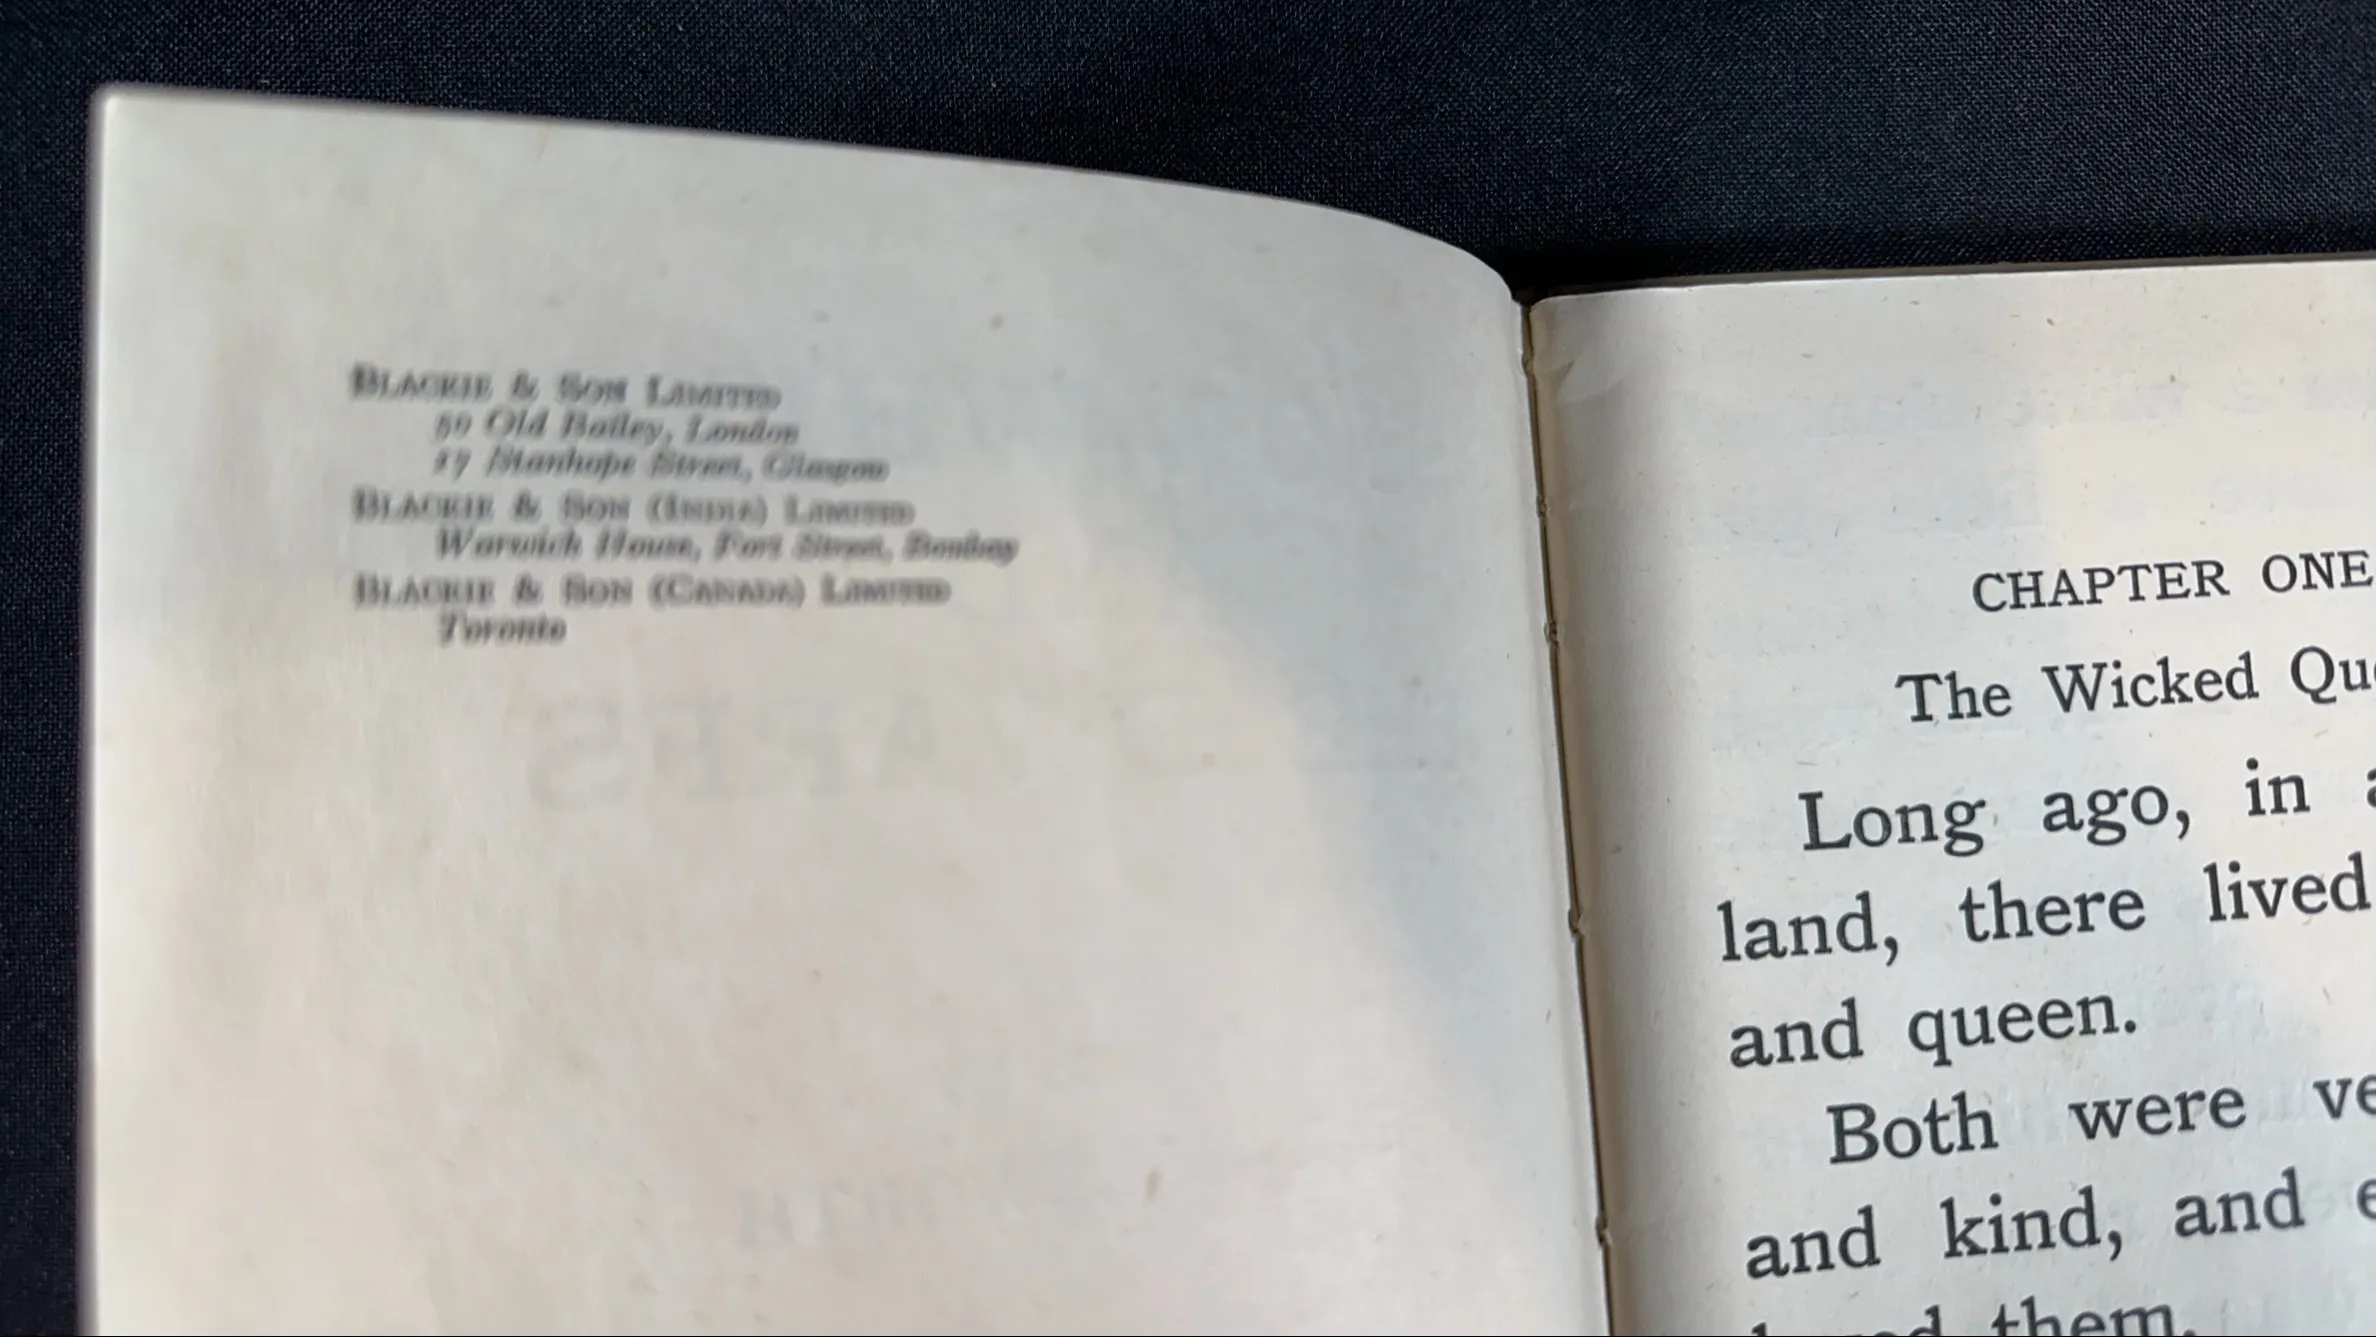 BLACKIE & SON LIMITED
50 Old Bailey, London
17 Stanhope Street, Glasgow
BLACKIE & SON (INDIA) LIMITED
Warwick House, Fort Street, Bombay
BLACKIE & SON (CANADA) LIMITED
Toronto
CHAPTER ONE
The Wicked
Long ago, in
land, there lived
and queen.
Both were
and kind, and
them.